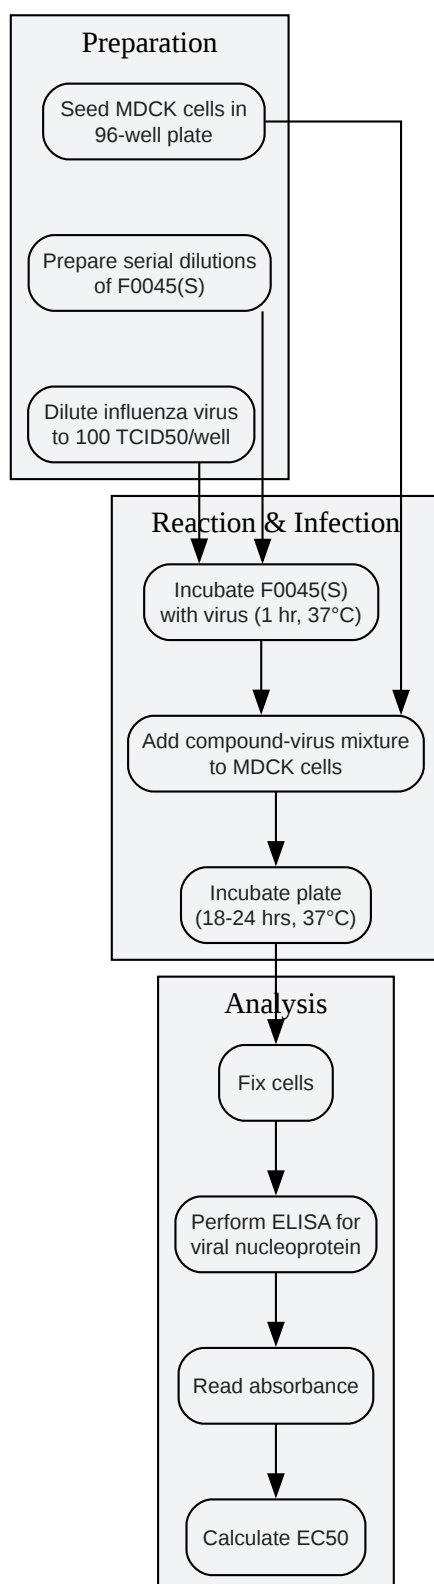 Preparation
Seed MDCK cells in
96-well plate
Prepare serial dilutions
of F0045(S)
Dilute influenza virus
to 100 TCID50/well
Reaction & Infection
Incubate F0045(S)
with virus (1 hr, 37°C)
Add compound-virus mixture
to MDCK cells
Incubate plate
(18-24 hrs, 37°C)
Analysis
Fix cells
Perform ELISA for
viral nucleoprotein
Read absorbance
Calculate EC50